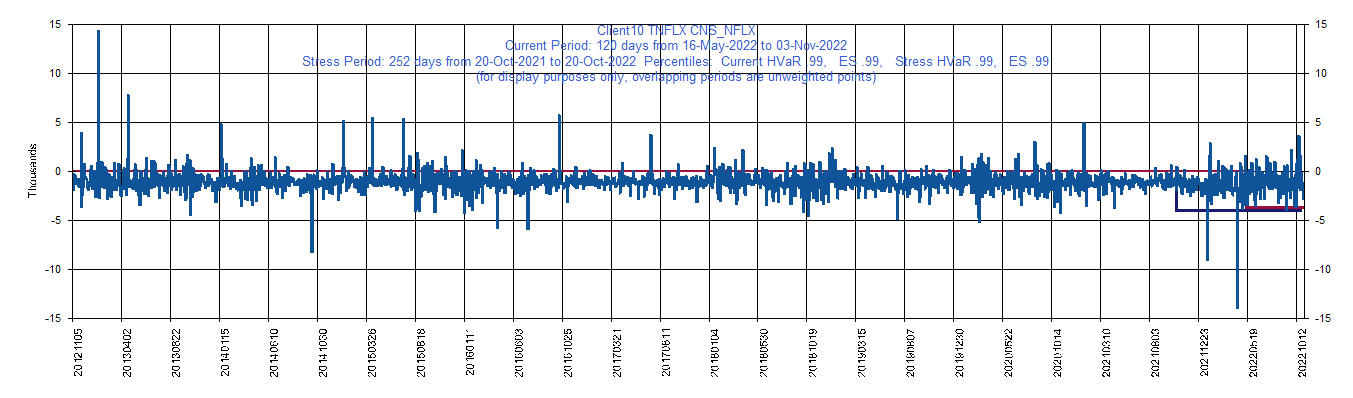 Client10 TNFLX CNS_NFLX
Current Period: 120 days from 16-May-2022 to 03-Nov-2022
Stress Period: 252 days from 20-Oct-2021 to 20-Oct-2022 Percentiles: Current HVaR .99, ES .99, Stress HVaR .99, ES .99
(for display purposes only, overlapping periods are unweighted points)
15 15
10 10
5 5
0 0
-5 -5
-10 -10
-15 -15
Thousands
20121105 20130402 20130822 20140115 20140610 20141030 20150326 20150818 20160111 20160603 20161025 20170321 20170811 20180104 20180530 20181019 20190315 20190807 20191230 20200522 20201014 20210310 20210803 20211223 20220519 20221012